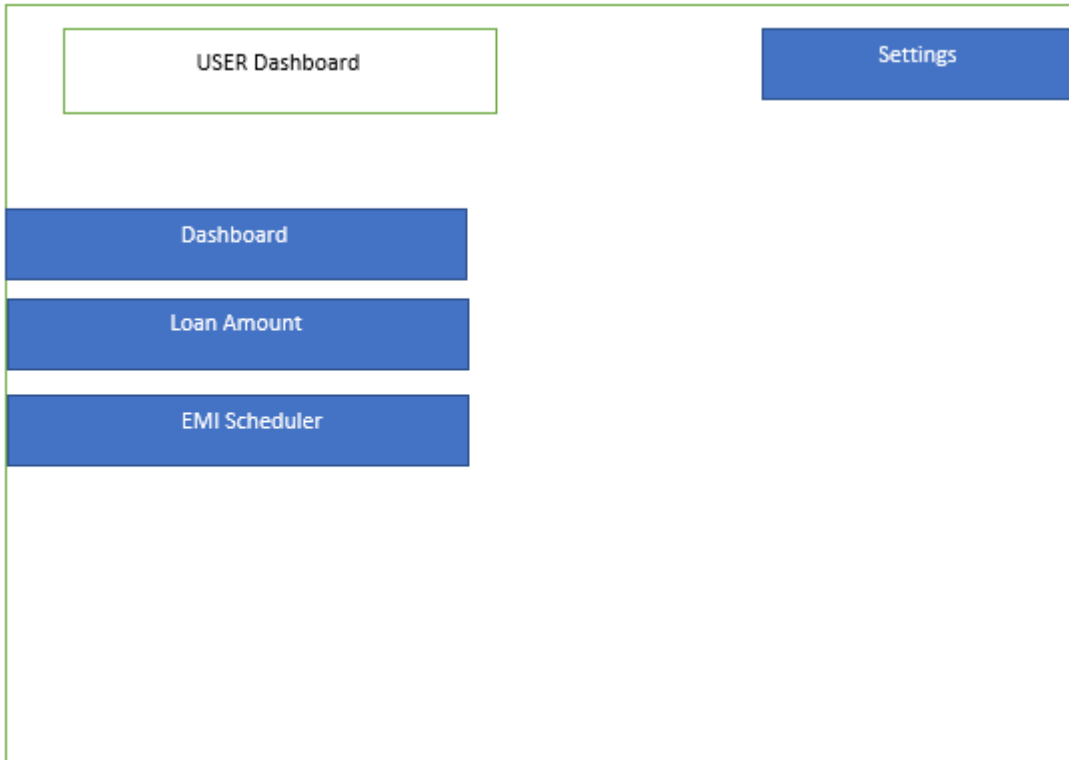 USER Dashboard
Settings
Dashboard
Loan Amount
EMI Scheduler